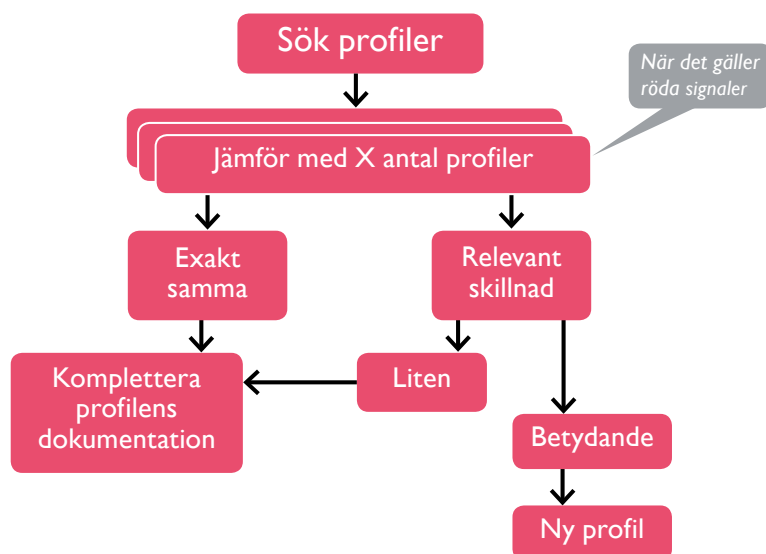 Sök profiler
När det gäller
röda signaler
Jämför med X antal profiler
Exakt
samma
Relevant
skillnad
Komplettera
profilens
dokumentation
Liten
Betydande
Ny profil